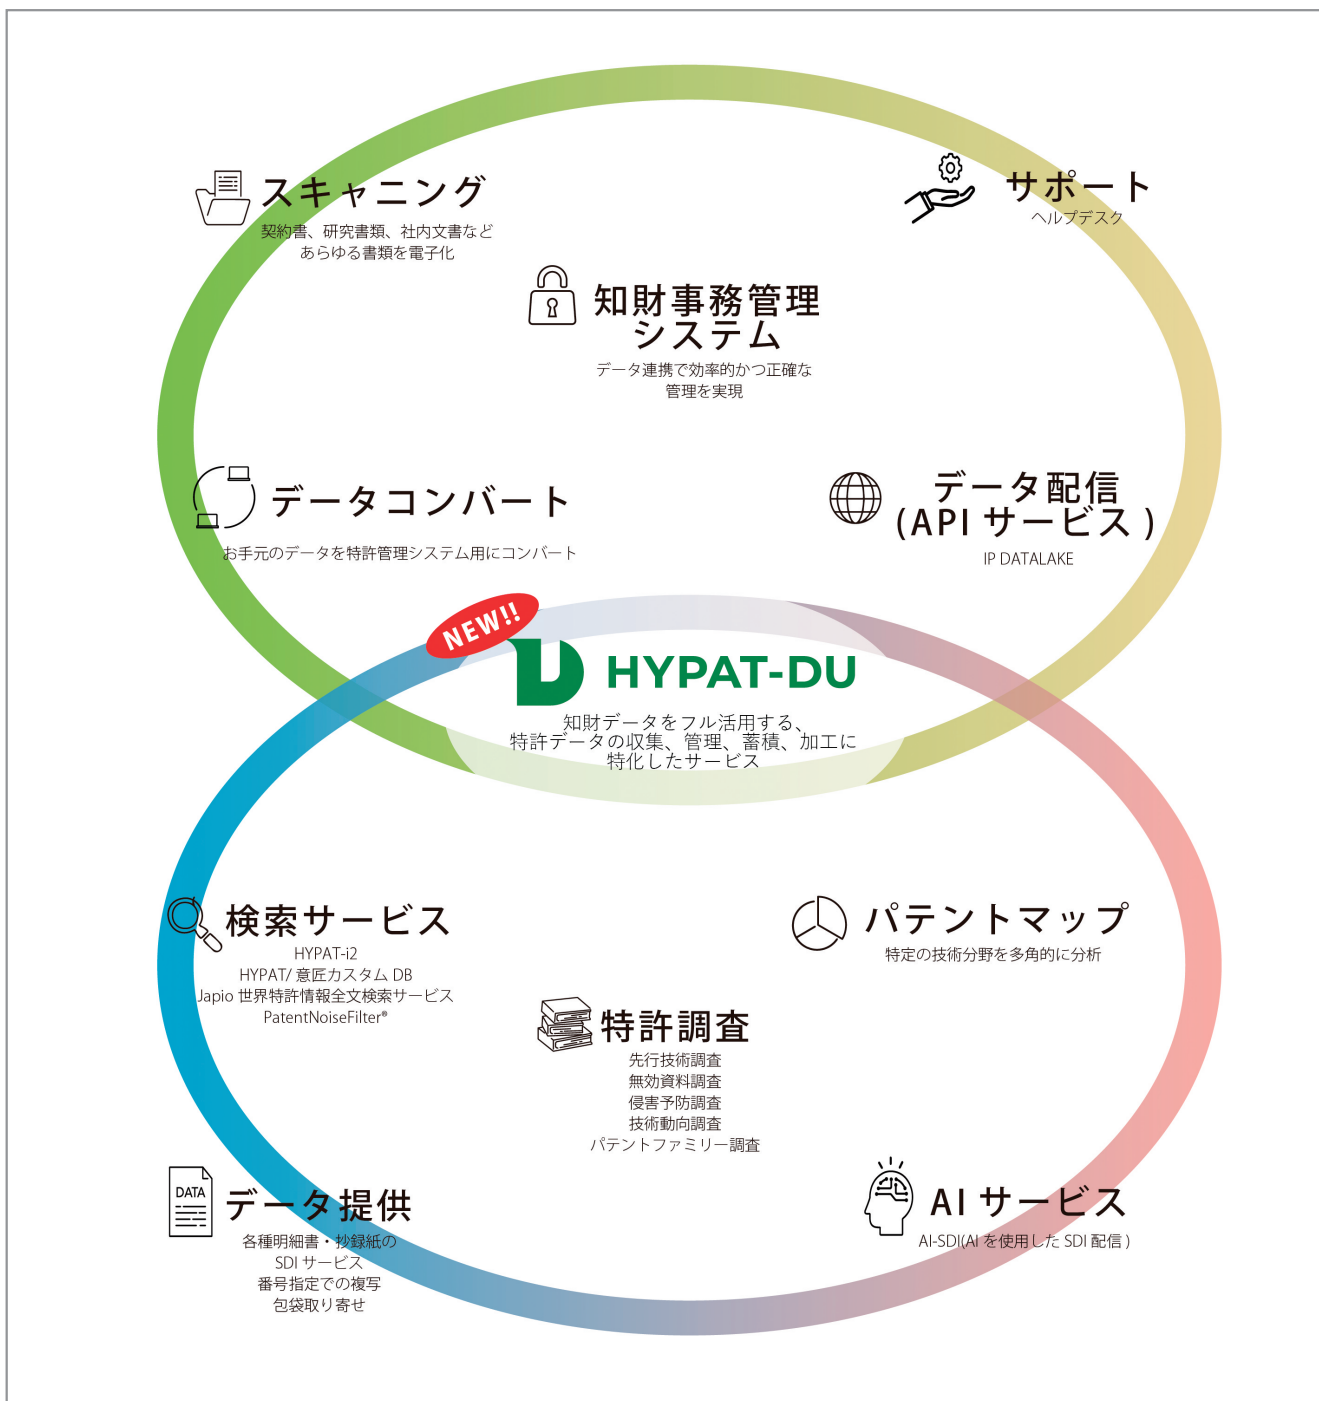 スキャニング
契約書、研究書類、社内文書など
あらゆる書類を電子化
サポート
ヘルプデスク
知財事務管理
システム
データ連携で効率的かつ正確な
管理を実現
データコンバート
お手元のデータを特許管理システム用にコンバート
データ配信
(API サービス )
IP DATALAKE
NEW!!
HYPAT-DU
知財データをフル活用する、
特許データの収集、管理、蓄積、加工に
特化したサービス
検索サービス
HYPAT-i2
HYPAT/ 意匠カスタム DB
Japio 世界特許情報全文検索サービス
PatentNoiseFilter®
パテントマップ
特定の技術分野を多角的に分析
特許調査
先行技術調査
無効資料調査
侵害予防調査
技術動向調査
パテントファミリー調査
DATA
データ提供
各種明細書・抄録紙の
SDI サービス
番号指定での複写
包袋取り寄せ
AI サービス
AI-SDI(AI を使用した SDI 配信 )